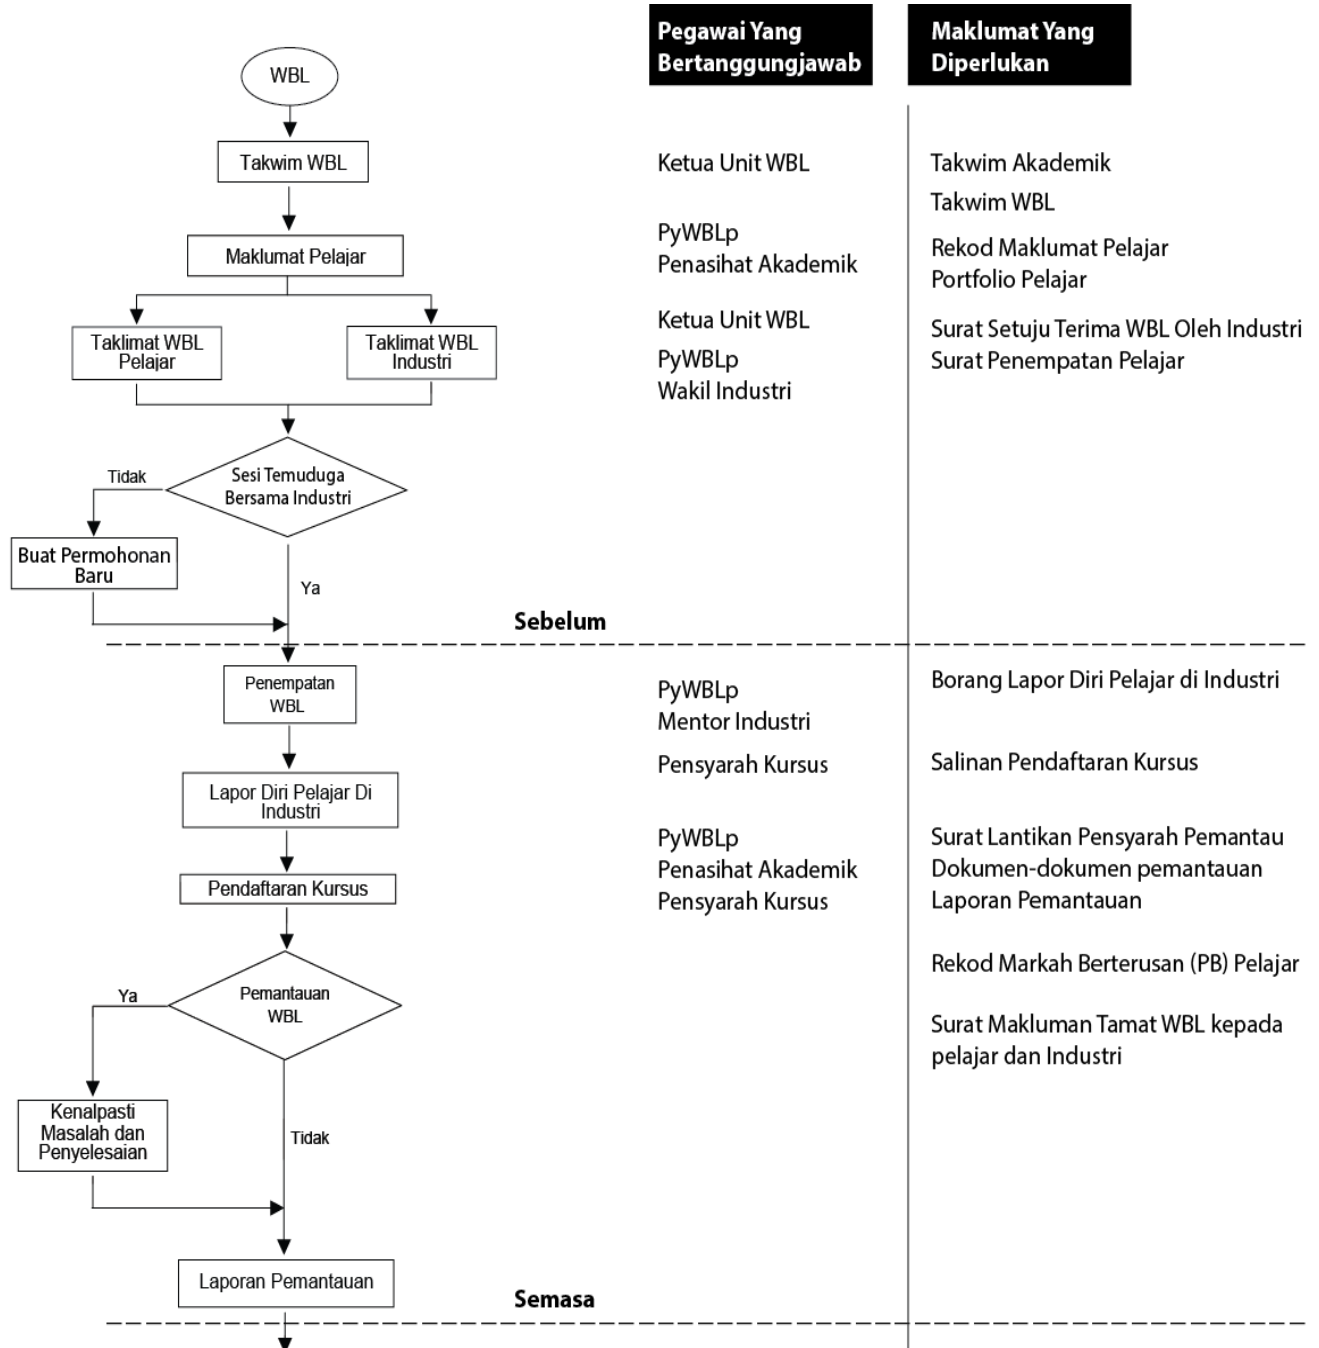 Pegawai Yang
Bertanggungjawab
Maklumat Yang
Diperlukan
WBL
Takwim WBL
Ketua Unit WBL
Takwim Akademik
Takwim WBL
Maklumat Pelajar
PyWBLp
Penasihat Akademik
Rekod Maklumat Pelajar
Portfolio Pelajar
Taklimat WBL
Pelajar
Taklimat WBL
Industri
Ketua Unit WBL
PyWBLp
Wakil Industri
Surat Setuju Terima WBL Oleh Industri
Surat Penempatan Pelajar
Sesi Temuduga
Bersama Industri
Tidak
Buat Permohonan
Baru
Ya
Sebelum
Penempatan
WBL
PyWBLp
Mentor Industri
Borang Lapor Diri Pelajar di Industri
Lapor Diri Pelajar Di
Industri
Pensyarah Kursus
Salinan Pendaftaran Kursus
Pendaftaran Kursus
PyWBLp
Penasihat Akademik
Pensyarah Kursus
Surat Lantikan Pensyarah Pemantau
Dokumen-dokumen pemantauan
Laporan Pemantauan
Rekod Markah Berterusan (PB) Pelajar
Surat Makluman Tamat WBL kepada
pelajar dan Industri
Pemantauan
WBL
Ya
Kenalpasti
Masalah dan
Penyelesaian
Tidak
Laporan Pemantauan
Semasa